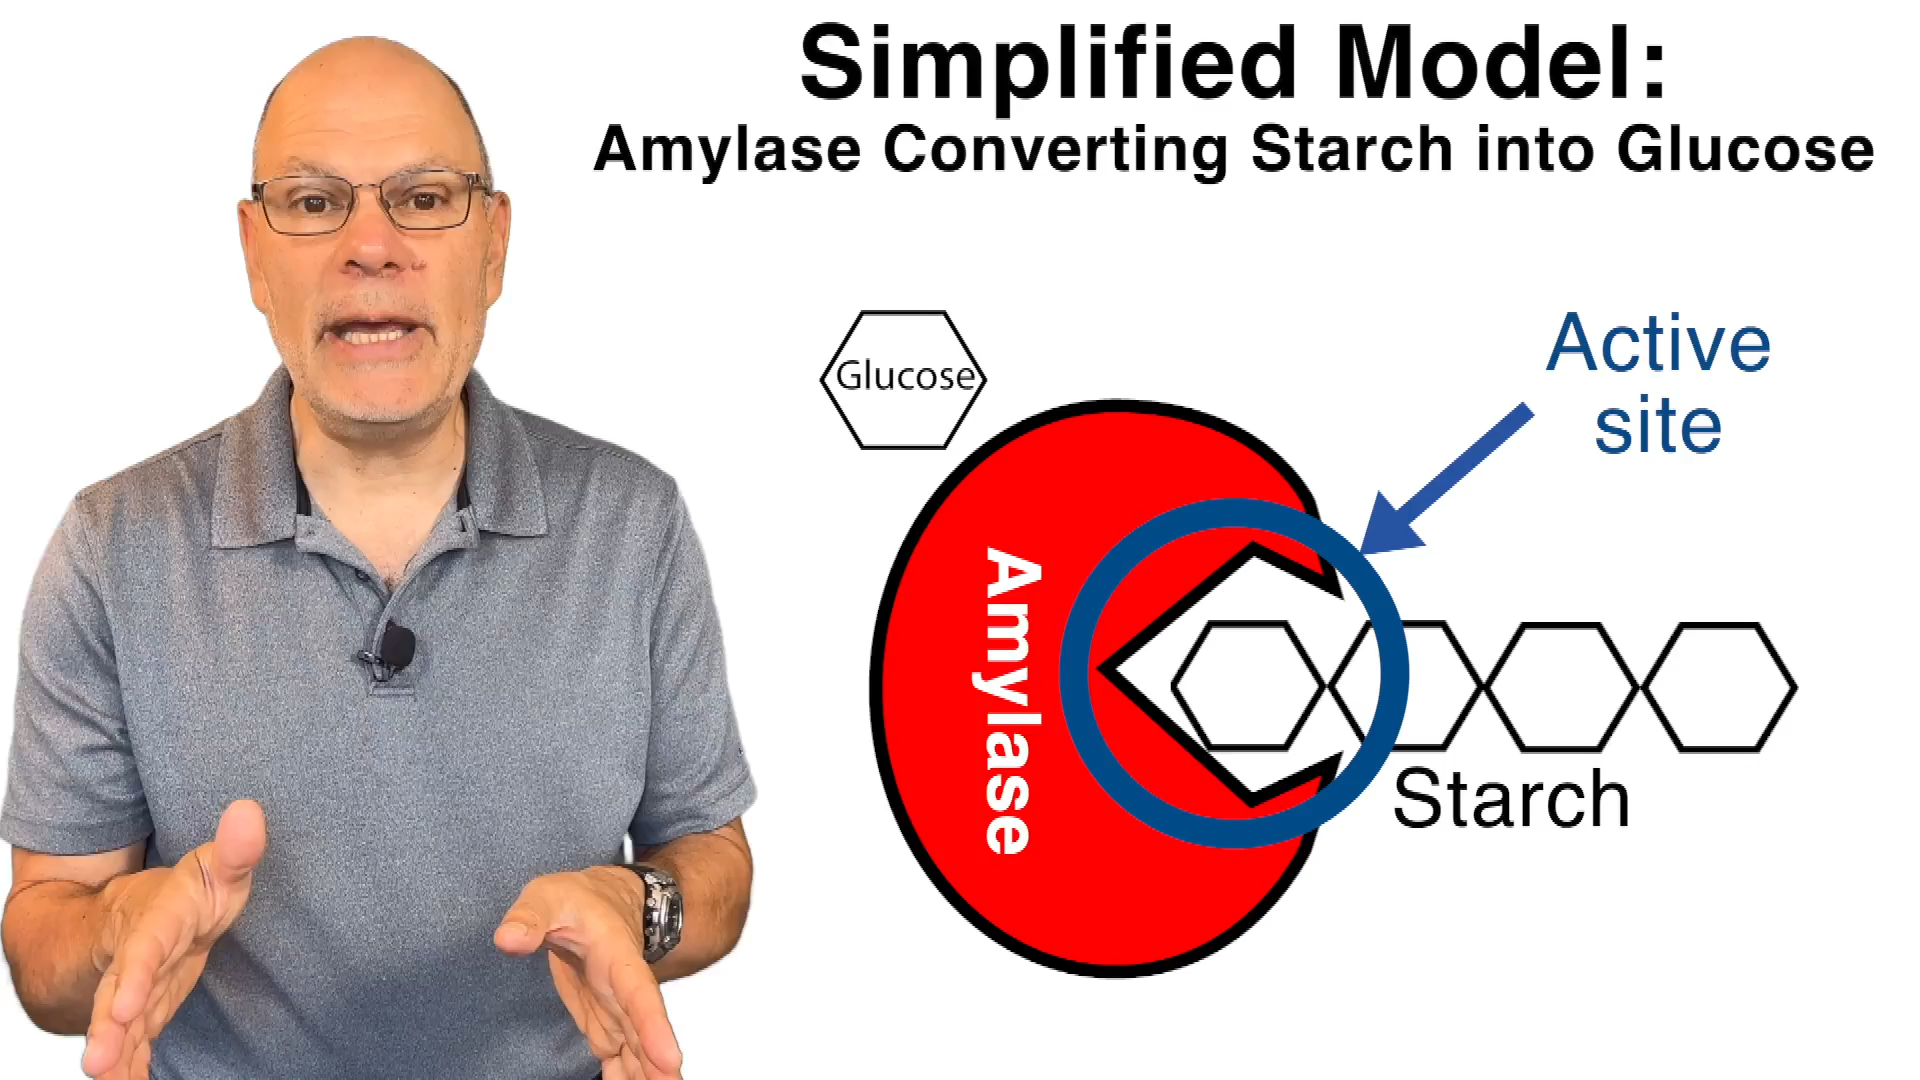 Simplified Model:
Amylase Converting Starch into Glucose
Glucose
Active
site
Amylase
Starch